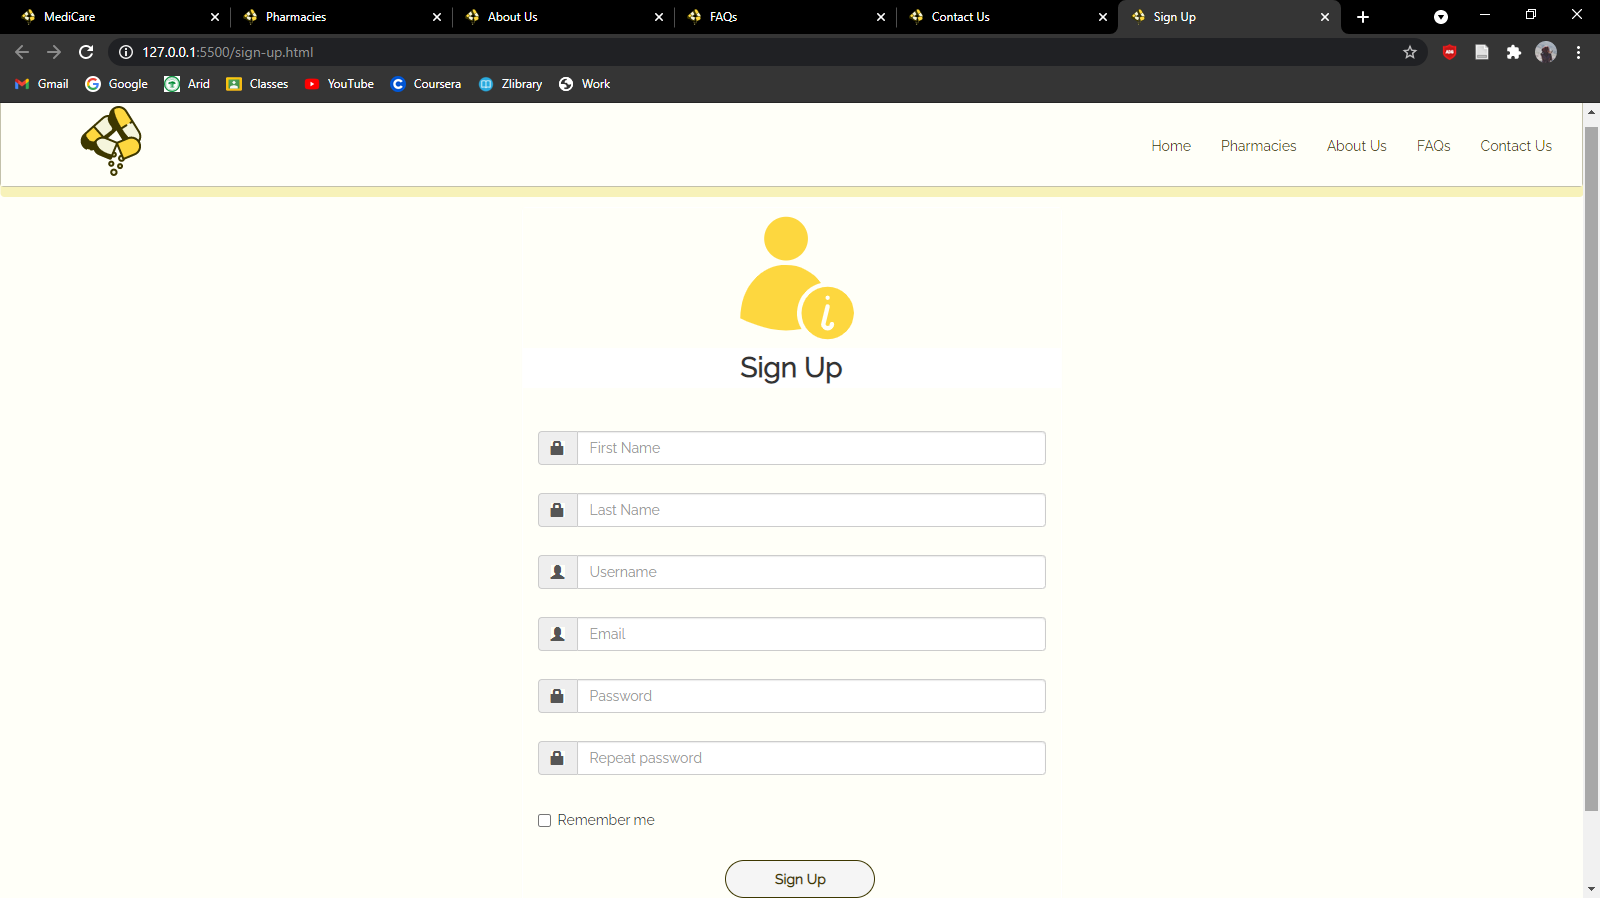 MediCare
Pharmacies
About Us
FAQs
Contact Us
Sign Up
127.0.0.1:5500/sign-up.html
Gmail
Google
Arid
Classes
YouTube
Coursera
Zlibrary
Work
Home
Pharmacies
About Us
FAQs
Contact Us
i
Sign Up
First Name
Last Name
Username
Email
Password
Repeat password
Remember me
Sign Up